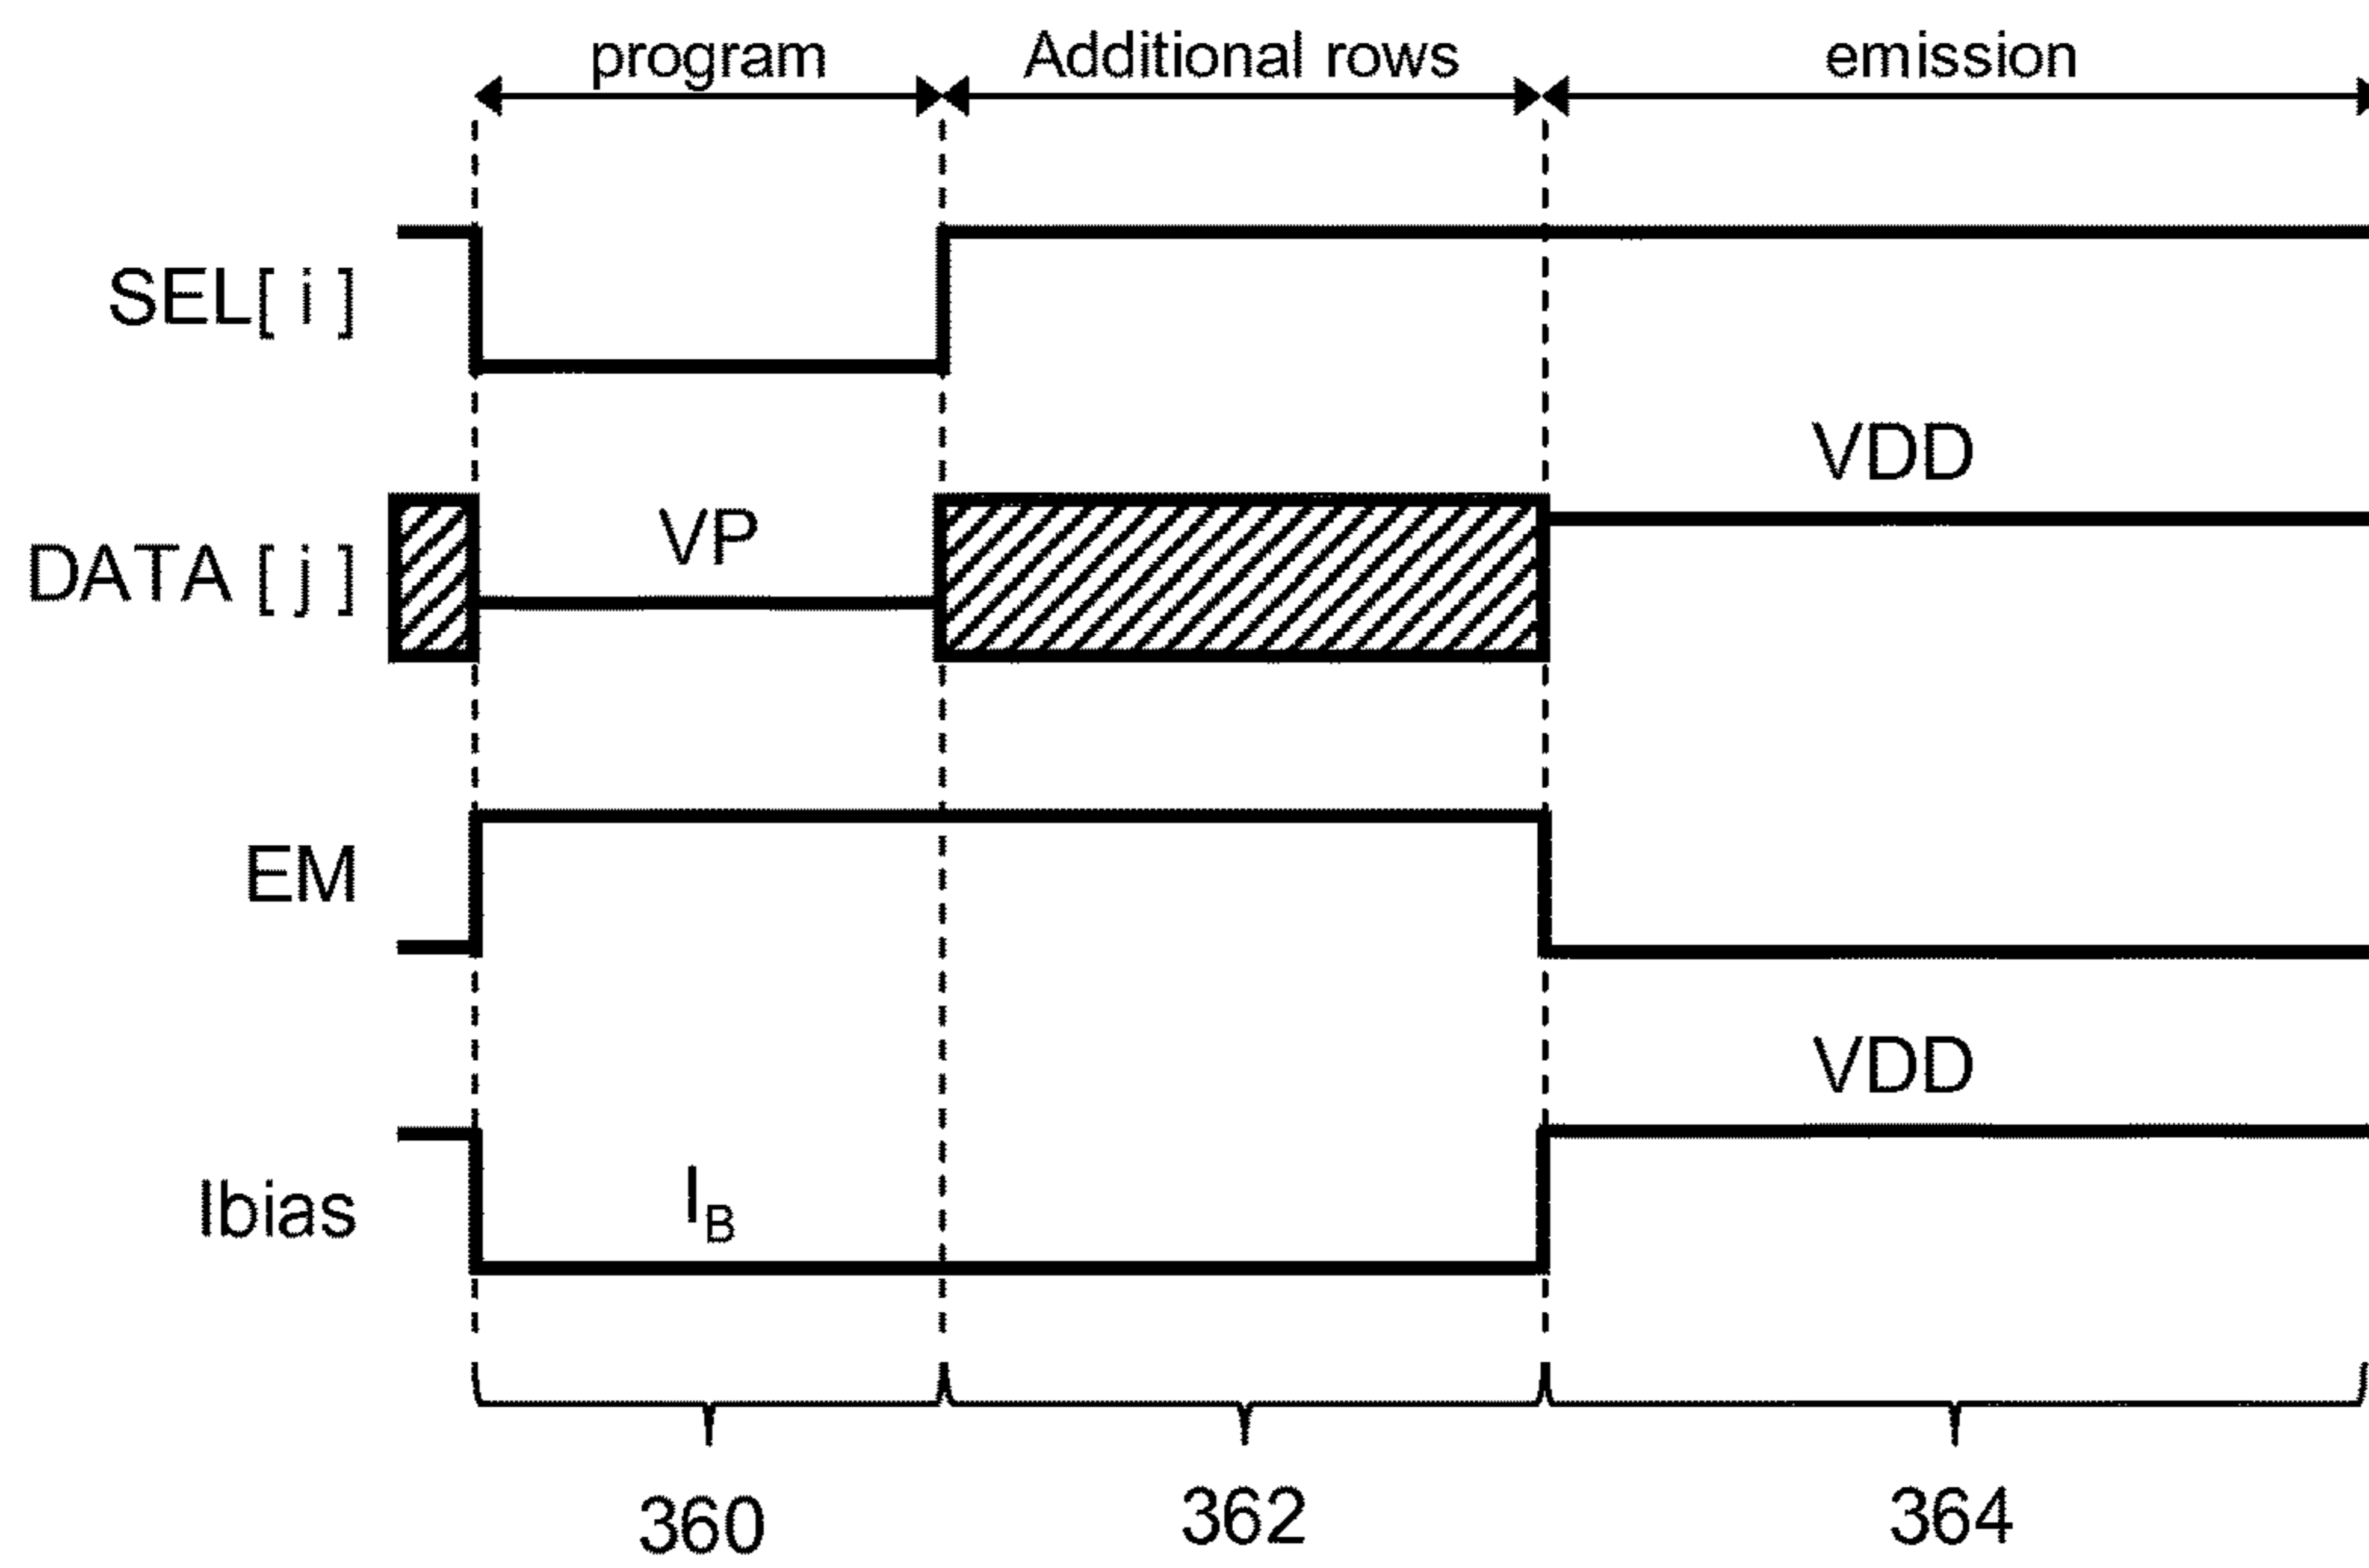 program Additional rows emission
SEL[ i ]
VDD
VP
DATA [ j ]
EM
VDD
Ibias
IB
360 362 364